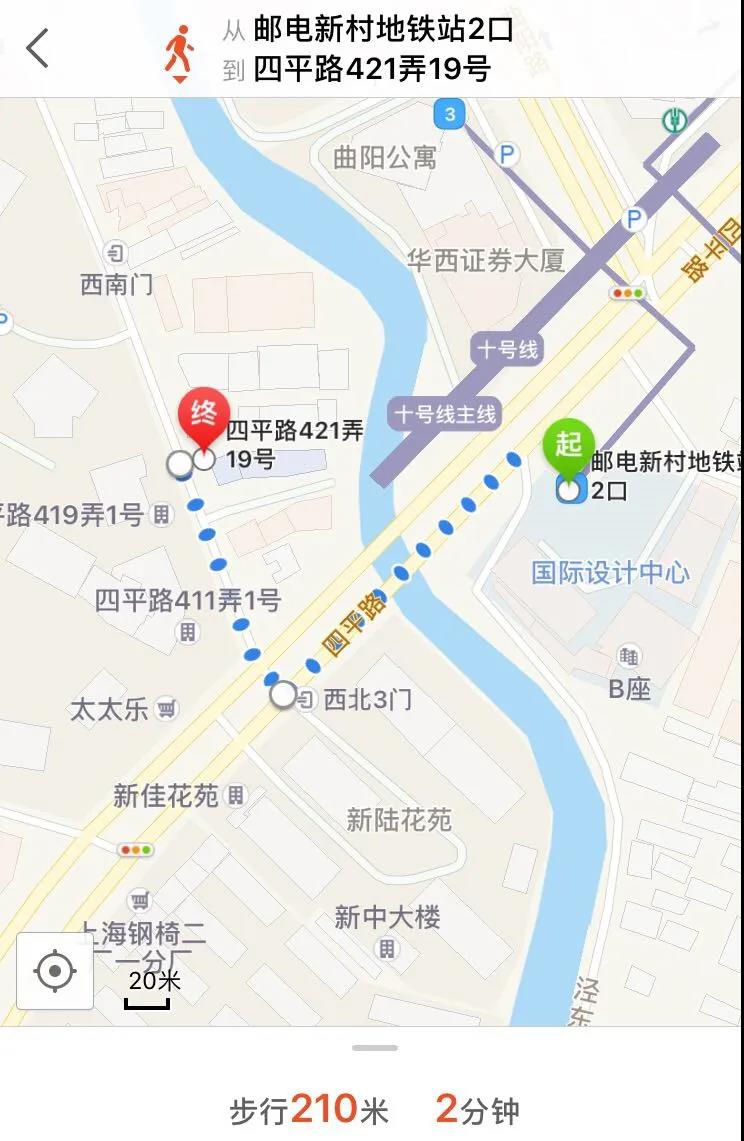 从 邮电新村地铁站2口
到 四平路421弄19号
3
曲阳公寓
P
华西证券大厦
P
四平路
西南门
十号线
十号线主线
终
四平路421弄
19号
起
邮电新村地铁站
2口
P
平路419弄1号
国际设计中心
四平路411弄1号
四平路
B座
太太乐
西北3门
新佳花苑
新陆花苑
新中大楼
上海钢椅二
一分厂
20米
泾东
步行210米 2分钟